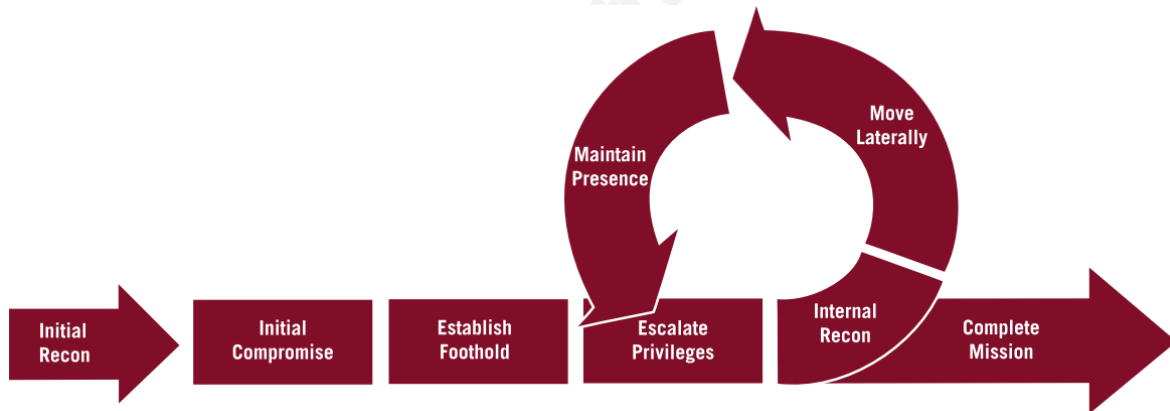 Initial
Recon
Initial
Compromise
Establish
Foothold
Escalate
Privileges
Internal
Recon
Move
Laterally
Maintain
Presence
Complete
Mission